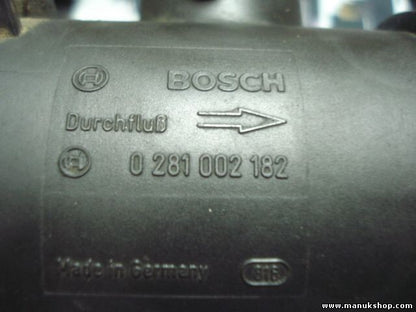 BOSCH
Durchfluß
0 281 002 182
Made in Germany
www.manukshop.com